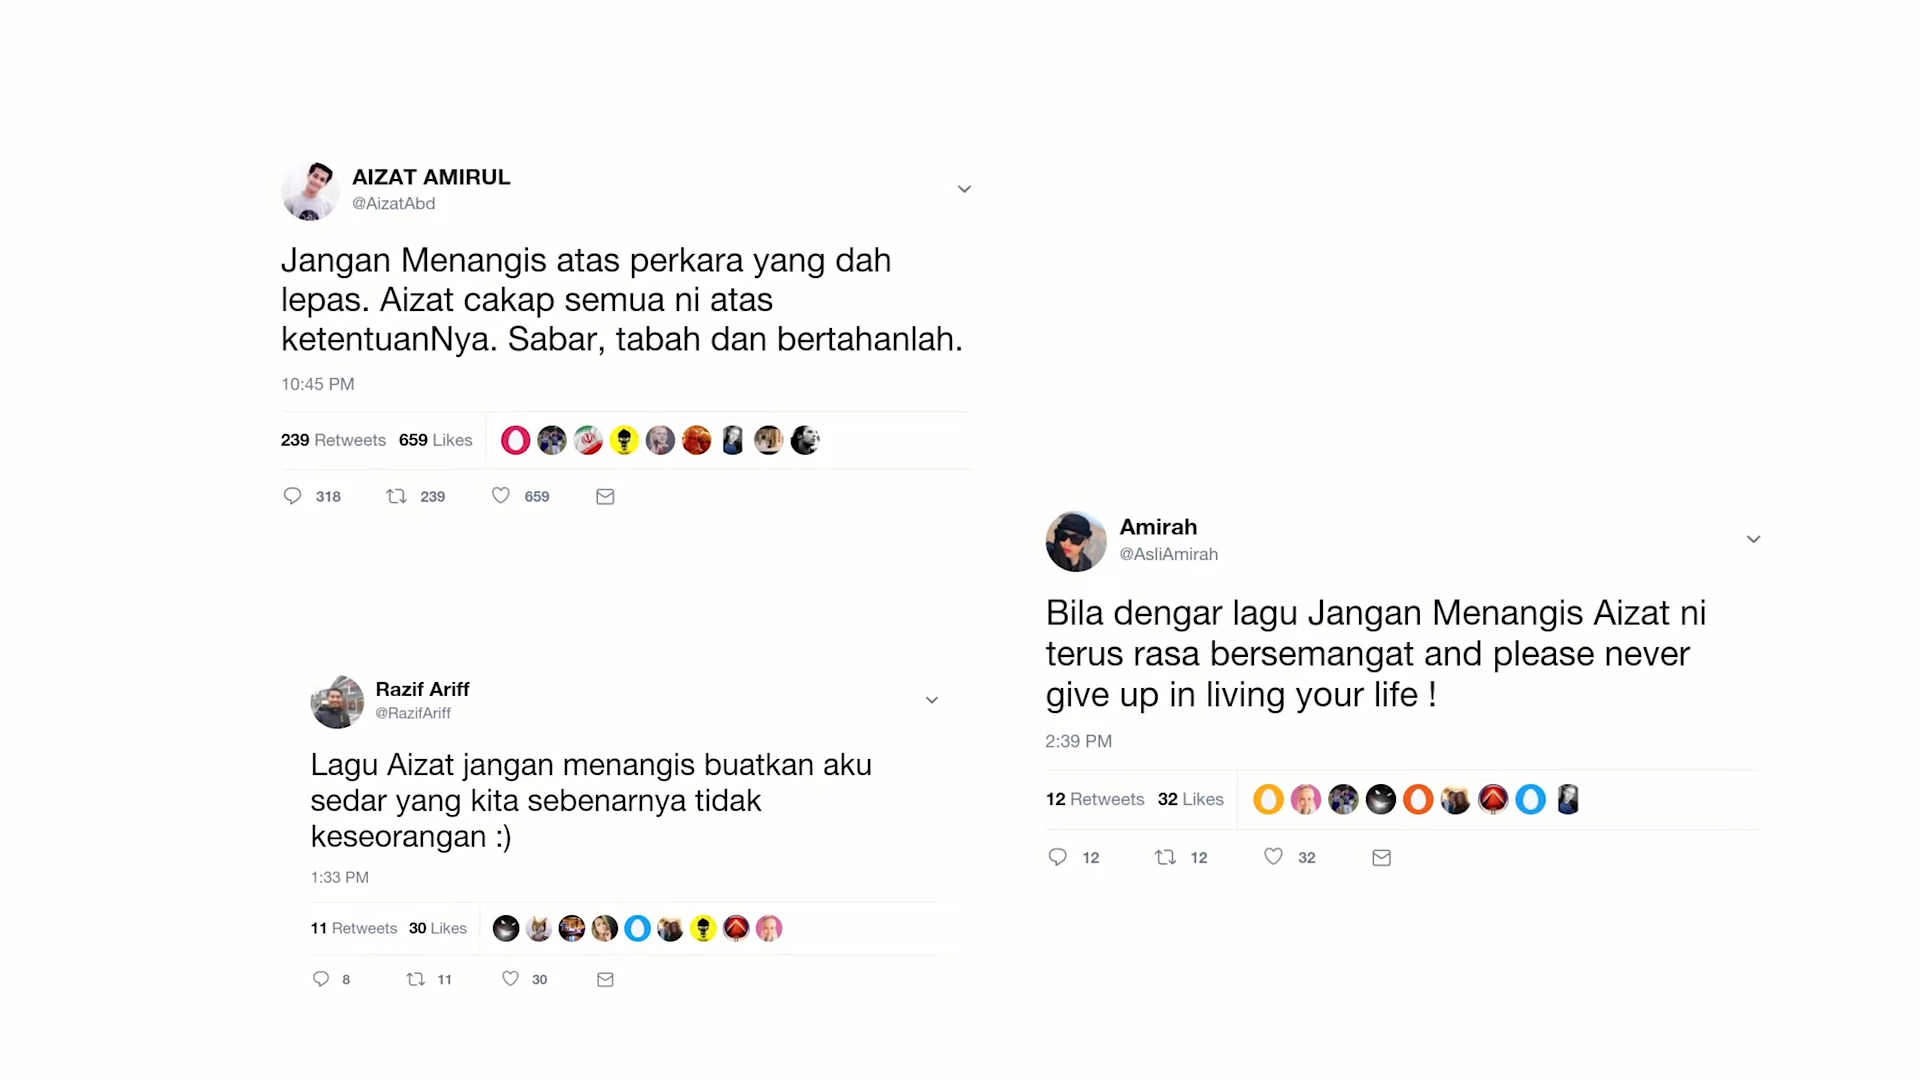 AIZAT AMIRUL
@AizatAbd
Jangan Menangis atas perkara yang dah
lepas. Aizat cakap semua ni atas
ketentuanNya. Sabar, tabah dan bertahanlah.
10:45 PM
239 Retweets 659 Likes
318 239 659
Razif Ariff
@RazifAriff
Lagu Aizat jangan menangis buatkan aku
sedar yang kita sebenarnya tidak
keseorangan :)
1:33 PM
11 Retweets 30 Likes
8 11 30
Amirah
@AsliAmirah
Bila dengar lagu Jangan Menangis Aizat ni
terus rasa bersemangat and please never
give up in living your life !
2:39 PM
12 Retweets 32 Likes
12 12 32